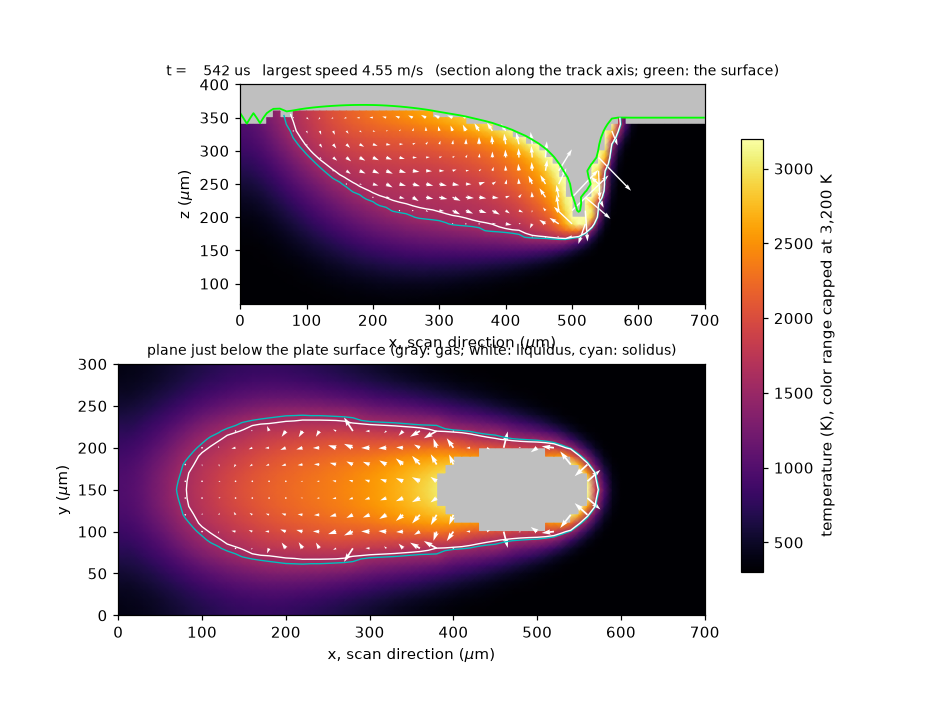 t =    542 us   largest speed 4.55 m/s   (section along the track axis; green: the surface)
400
350
300
250
200
150
100
z (μm)
0 100 200 300 400 500 600 700
x, scan direction (μm)
plane just below the plate surface (gray: gas; white: liquidus, cyan: solidus)
300
250
200
150
100
50
0
y (μm)
0 100 200 300 400 500 600 700
x, scan direction (μm)
3000
2500
2000
1500
1000
500
temperature (K), color range capped at 3,200 K